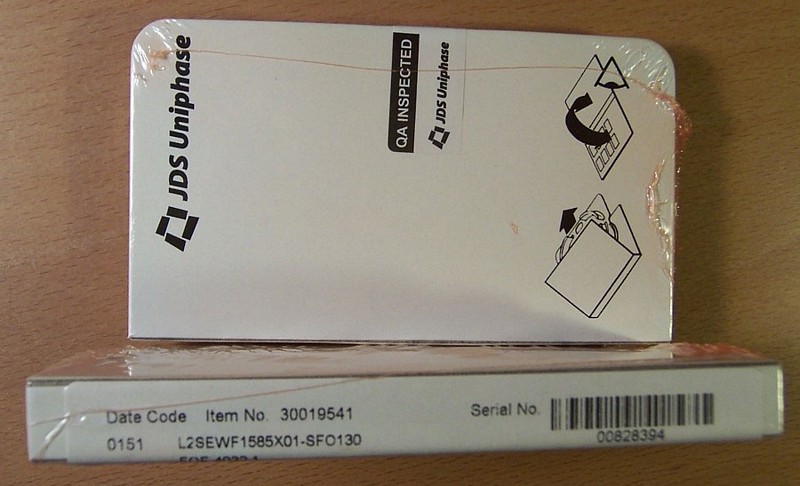 JDS Uniphase
QA INSPECTED
JDS Uniphase
Date Code Item No. 30019541
0151 L2SEWF1585X01-SFO130
Serial No.
00828394